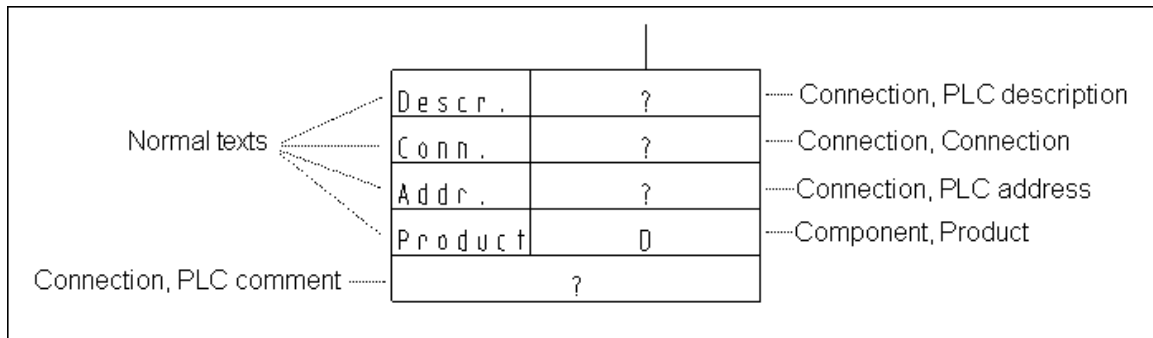 Descr. ? Connection, PLC description
Normal texts Conn. ? Connection, Connection
Addr. ? Connection, PLC address
Product D Component, Product
Connection, PLC comment ?